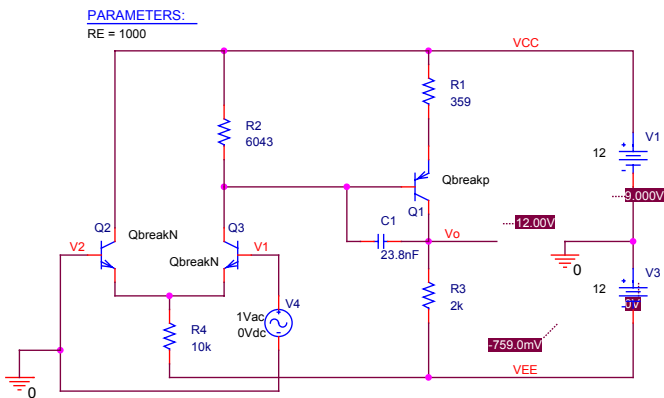 PARAMETERS:
RE = 1000
VCC
R1
359
R2
6043
V1
12
9.000V
Qbreakp
Q1
Q2
QbreakN
Q3
QbreakN
V2
V1
C1
23.8nF
Vo
12.00V
0
R3
2k
V3
12
0V
R4
10k
1Vac
0Vdc
V4
-759.0mV
VEE
0